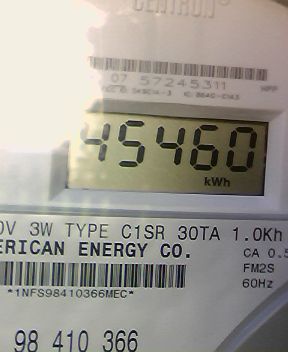 CENTRON
07 57245311
45460
kWh
0V 3W TYPE C1SR 30TA 1.0Kh
ERICAN ENERGY CO.
CA 0.5
FM2S
60Hz
*1NFS98410366MEC*
98 410 366